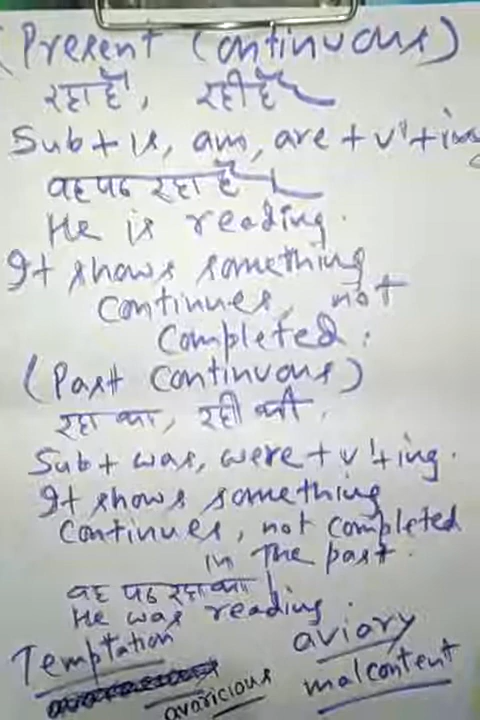 (Present Continuous)
रहा है, रही है
Sub + is, am, are + v¹ + ing
वह पढ रहा है।
He is reading.
It shows something
continues, not
completed.
(Past Continuous)
रहा था, रही थी
Sub + was, were + v¹ + ing.
It shows something
continues, not completed
in the past.
वह पढ रहा था।
He was reading.
Temptation aviary
avaricious malcontent